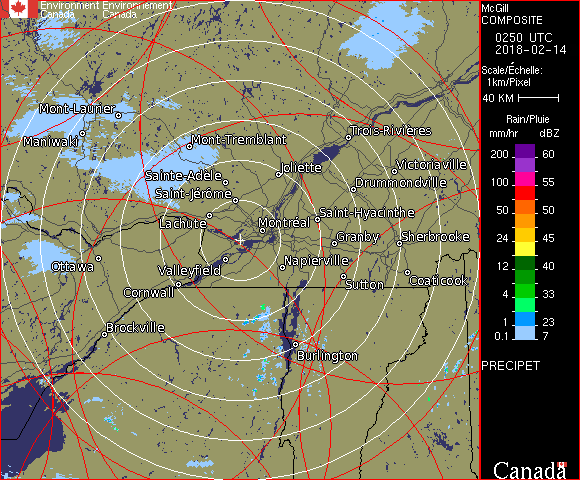 Environment Environnement
Canada Canada
McGill
COMPOSITE
0250 UTC
2018-02-14
Scale/Échelle:
1km/Pixel
40 KM
Rain/Pluie
mm/hr dBZ
200 60
100 55
50 50
24 45
12 40
4 33
1 23
0.1 7
PRECIPET
Canada
Mont-Laurier
Maniwaki
Mont-Tremblant
Trois-Rivières
Joliette
Victoriaville
Sainte-Adèle
Drummondville
Saint-Jérôme
Saint-Hyacinthe
Lachute
Montréal
Granby
Sherbrooke
Ottawa
Valleyfield
Napierville
Cornwall
Sutton
Coaticook
Brockville
Burlington